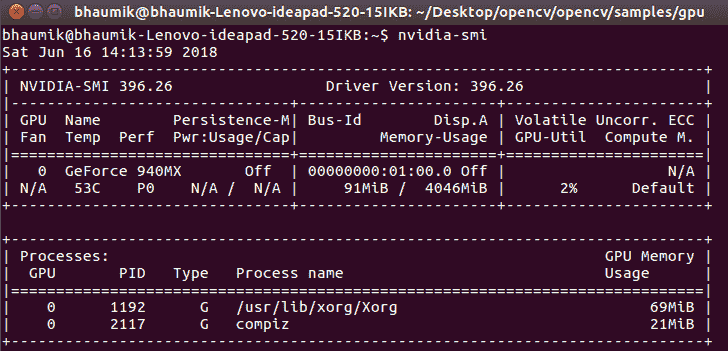 bhaumik@bhaumik-Lenovo-ideapad-520-15IKB: ~/Desktop/opencv/opencv/samples/gpu
bhaumik@bhaumik-Lenovo-ideapad-520-15IKB:~$ nvidia-smi
Sat Jun 16 14:13:59 2018
+-----------------------------------------------------------------------------+
| NVIDIA-SMI 396.26                 Driver Version: 396.26                    |
|-------------------------------+----------------------+----------------------+
| GPU  Name        Persistence-M| Bus-Id        Disp.A | Volatile Uncorr. ECC |
| Fan  Temp  Perf  Pwr:Usage/Cap|         Memory-Usage | GPU-Util  Compute M. |
|===============================+======================+======================|
|   0  GeForce 940MX       Off  | 00000000:01:00.0 Off |                  N/A |
| N/A   53C    P0    N/A /  N/A |     91MiB /  4046MiB |      2%      Default |
+-------------------------------+----------------------+----------------------+
+-----------------------------------------------------------------------------+
| Processes:                                                       GPU Memory |
|  GPU       PID   Type   Process name                             Usage      |
|=============================================================================|
|    0      1192      G   /usr/lib/xorg/Xorg                            69MiB |
|    0      2117      G   compiz                                        21MiB |
+-----------------------------------------------------------------------------+